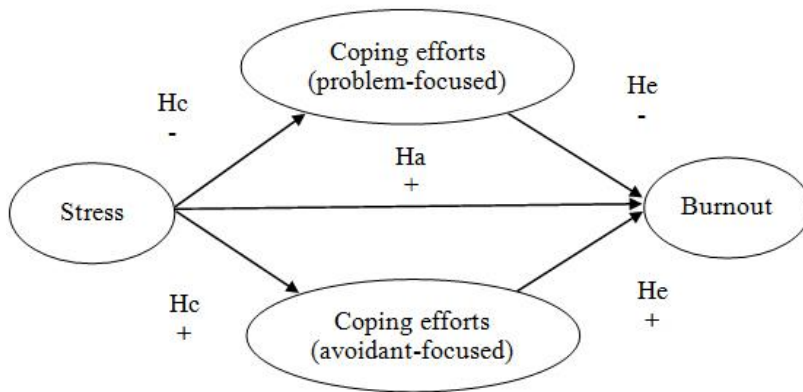 Coping efforts
(problem-focused)
Hc
-
He
-
Ha
+
Stress
Burnout
Hc
+
Coping efforts
(avoidant-focused)
He
+